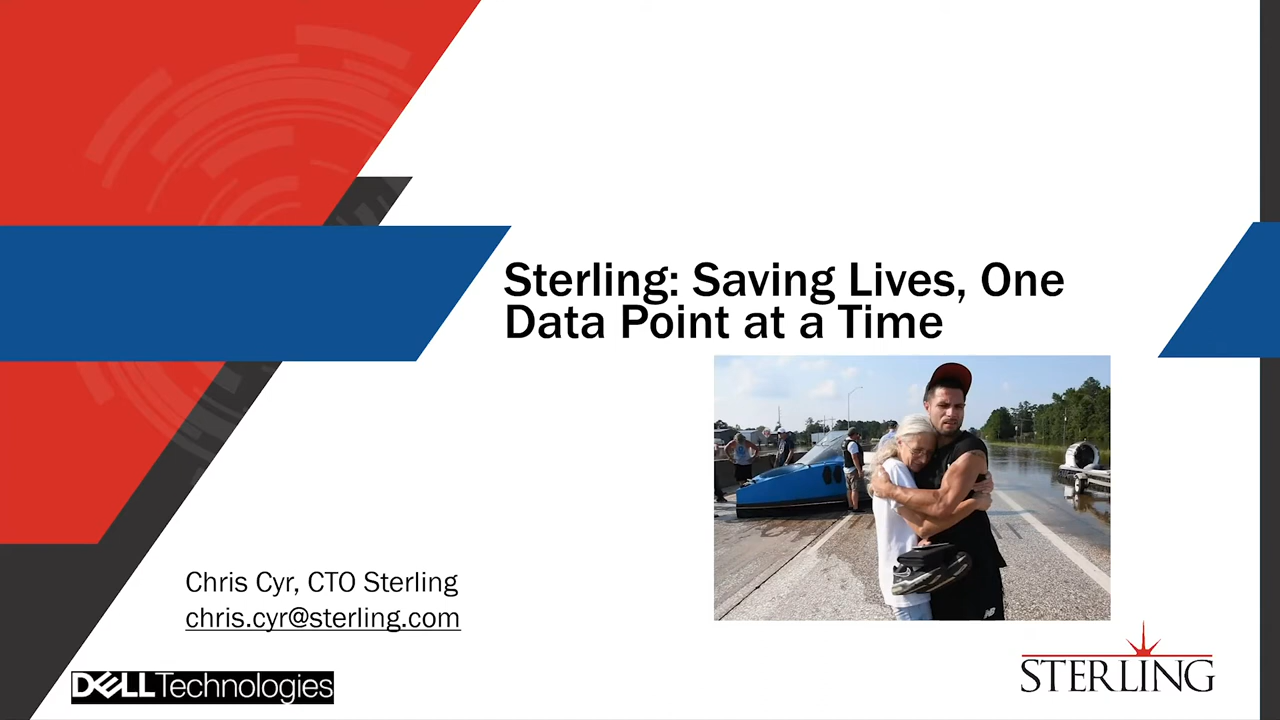 Sterling: Saving Lives, One
Data Point at a Time
Chris Cyr, CTO Sterling
chris.cyr@sterling.com
DELL Technologies
STERLING